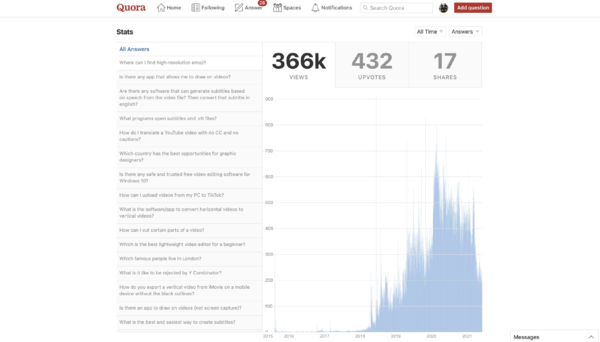 Quora
Home
Following
Answer
Spaces
Notifications
Search Quora
Add question
Stats
All Time
Answers
All Answers
Where can I find high-resolution emoji?
Is there any app that allows me to draw on videos?
Are there any software that can generate subtitles based
on speech from the video file? Then convert that subtitle in
english?
What programs open subtitles and .vtt files?
How do I translate a YouTube video with no CC and no
captions?
Which country has the best opportunities for graphic
designers?
Is there any safe and trusted free video editing software for
Windows 10?
How can I upload videos from my PC to TikTok?
What is the software/app to convert horizontal videos to
vertical videos?
How can I cut certain parts of a video?
Which is the best lightweight video editor for a beginner?
Which famous people live in London?
What is it like to be rejected by Y Combinator?
How do you export a vertical video from iMovie on a mobile
device without the black outlines?
Is there an app to draw on videos (not screen capture)?
What is the best and easiest way to create subtitles?
366k
VIEWS
432
UPVOTES
17
SHARES
900
800
700
600
500
400
300
200
100
0
2015
2016
2017
2018
2019
2020
2021
Messages